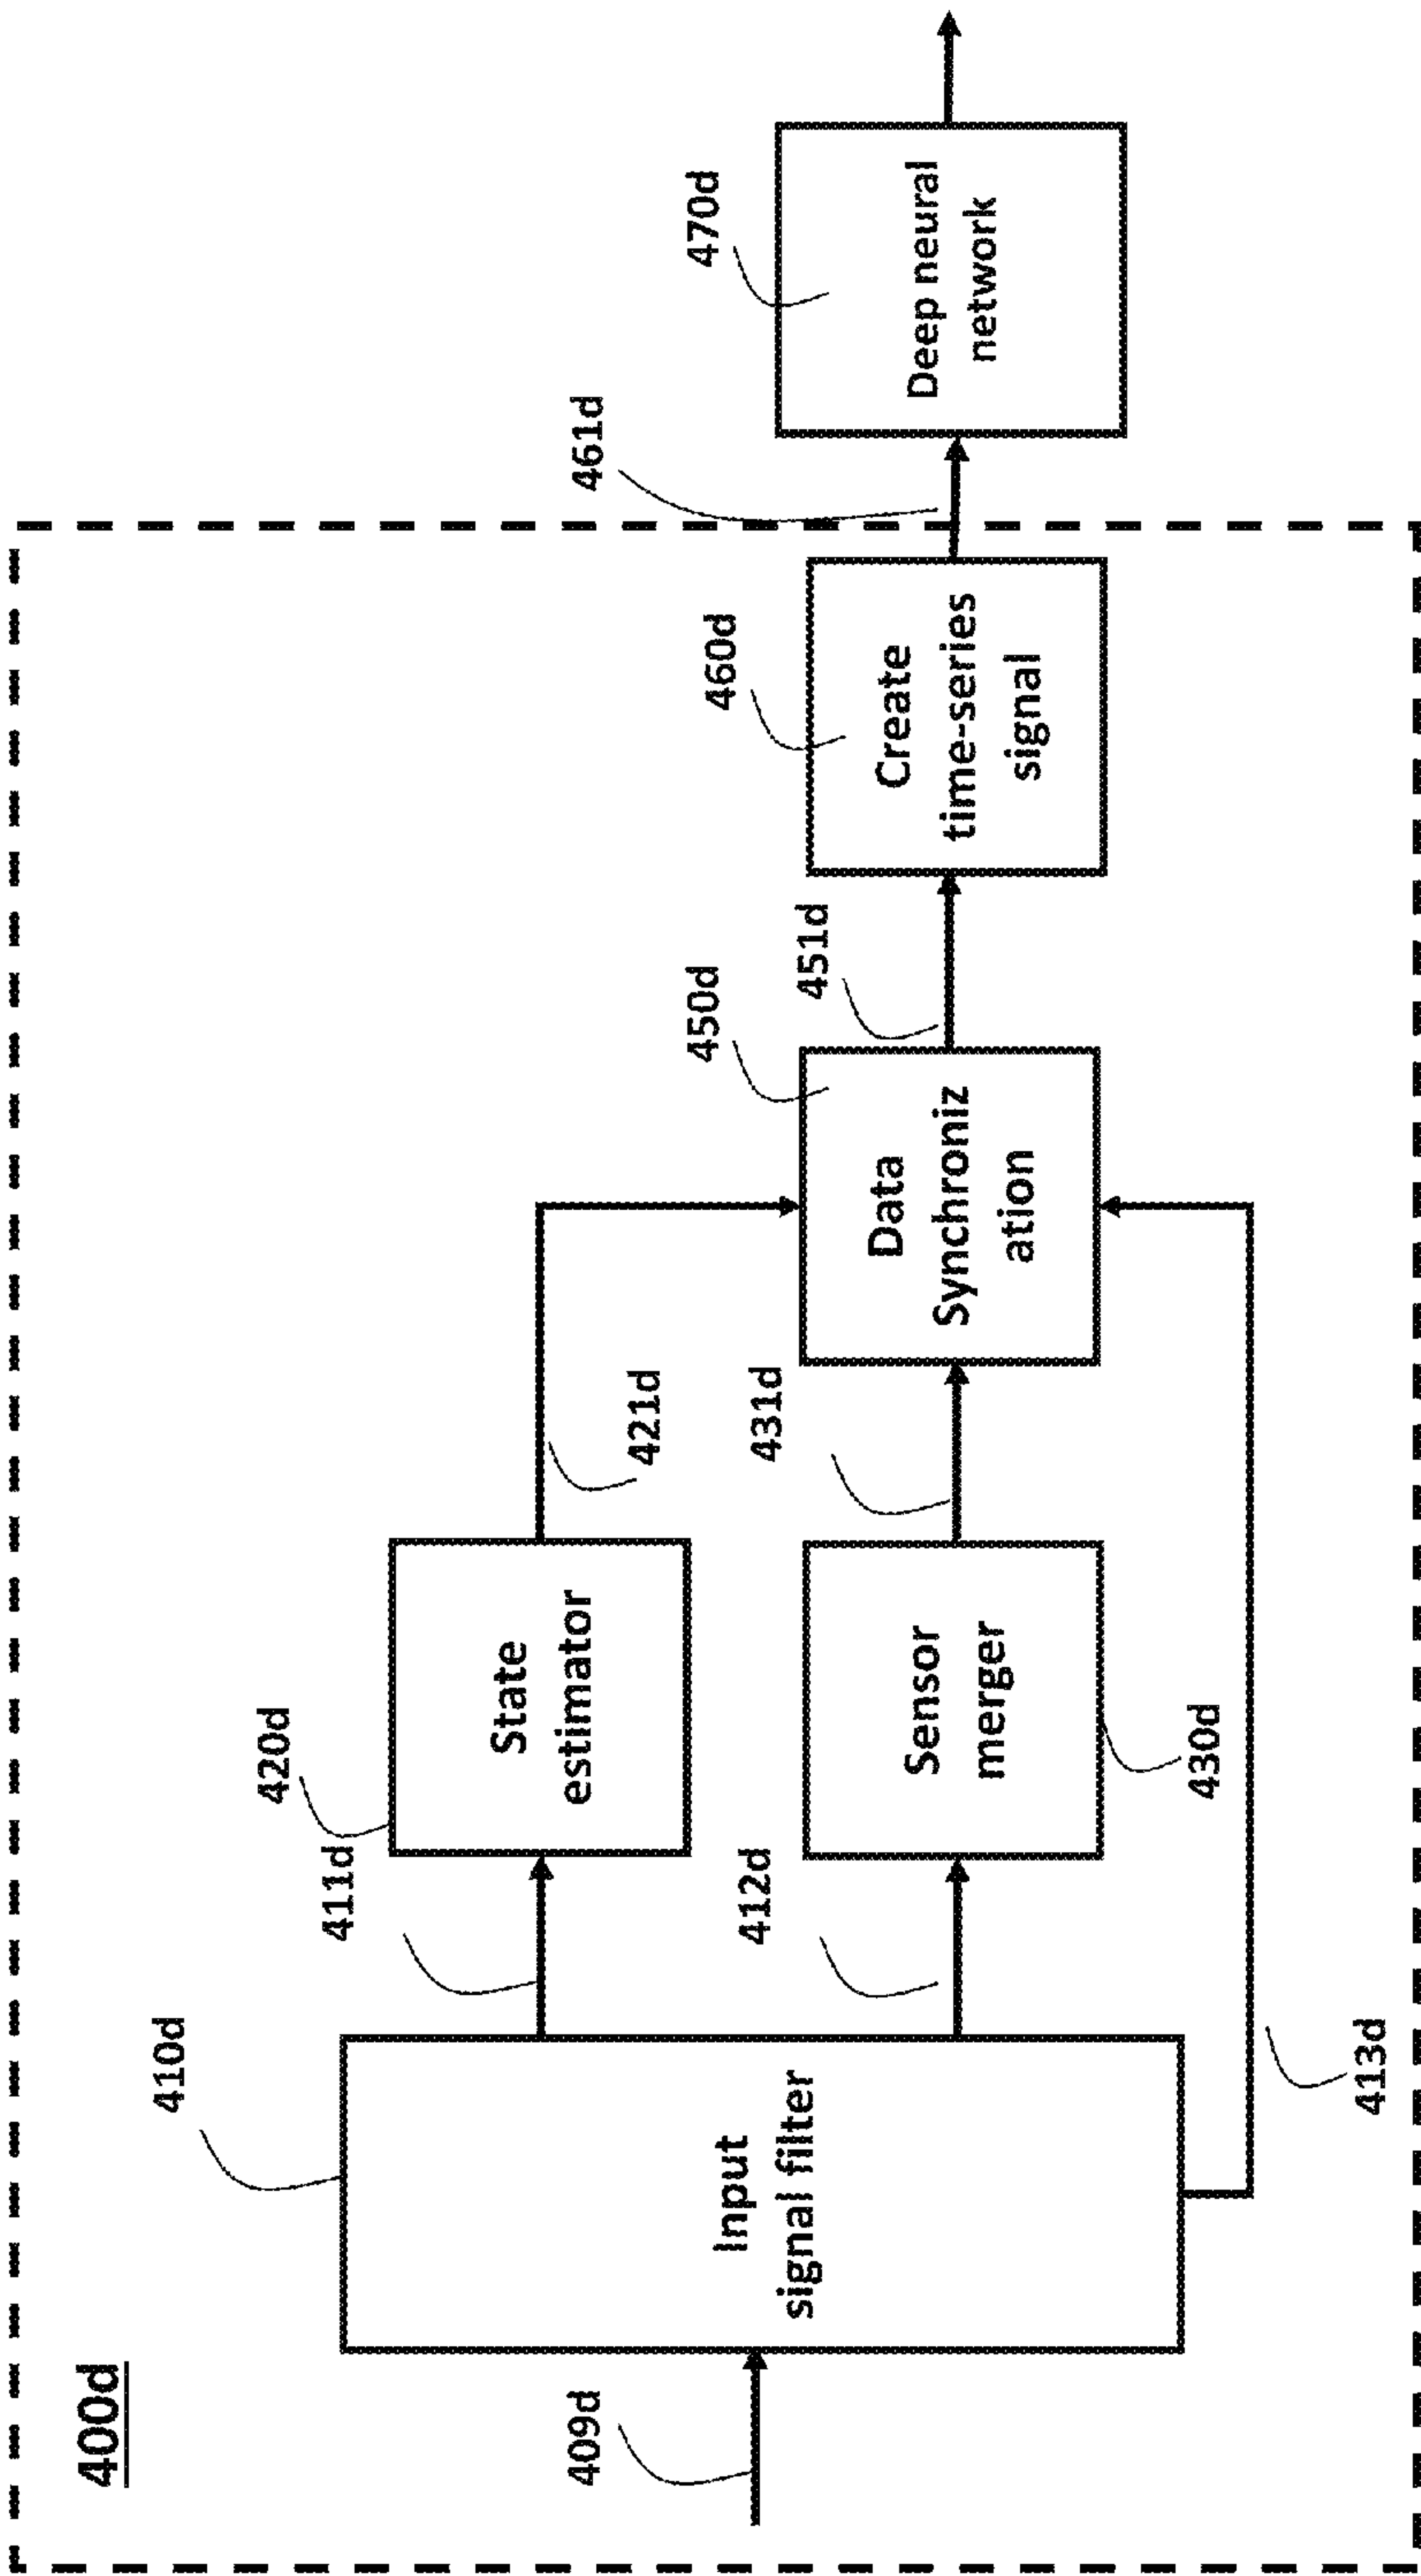 400d
409d
410d
Input
signal filter
411d
412d
413d
420d
State
estimator
421d
Sensor
merger
430d
431d
450d
Data
Synchroniz
ation
451d
460d
Create
time-series
signal
461d
470d
Deep neural
network